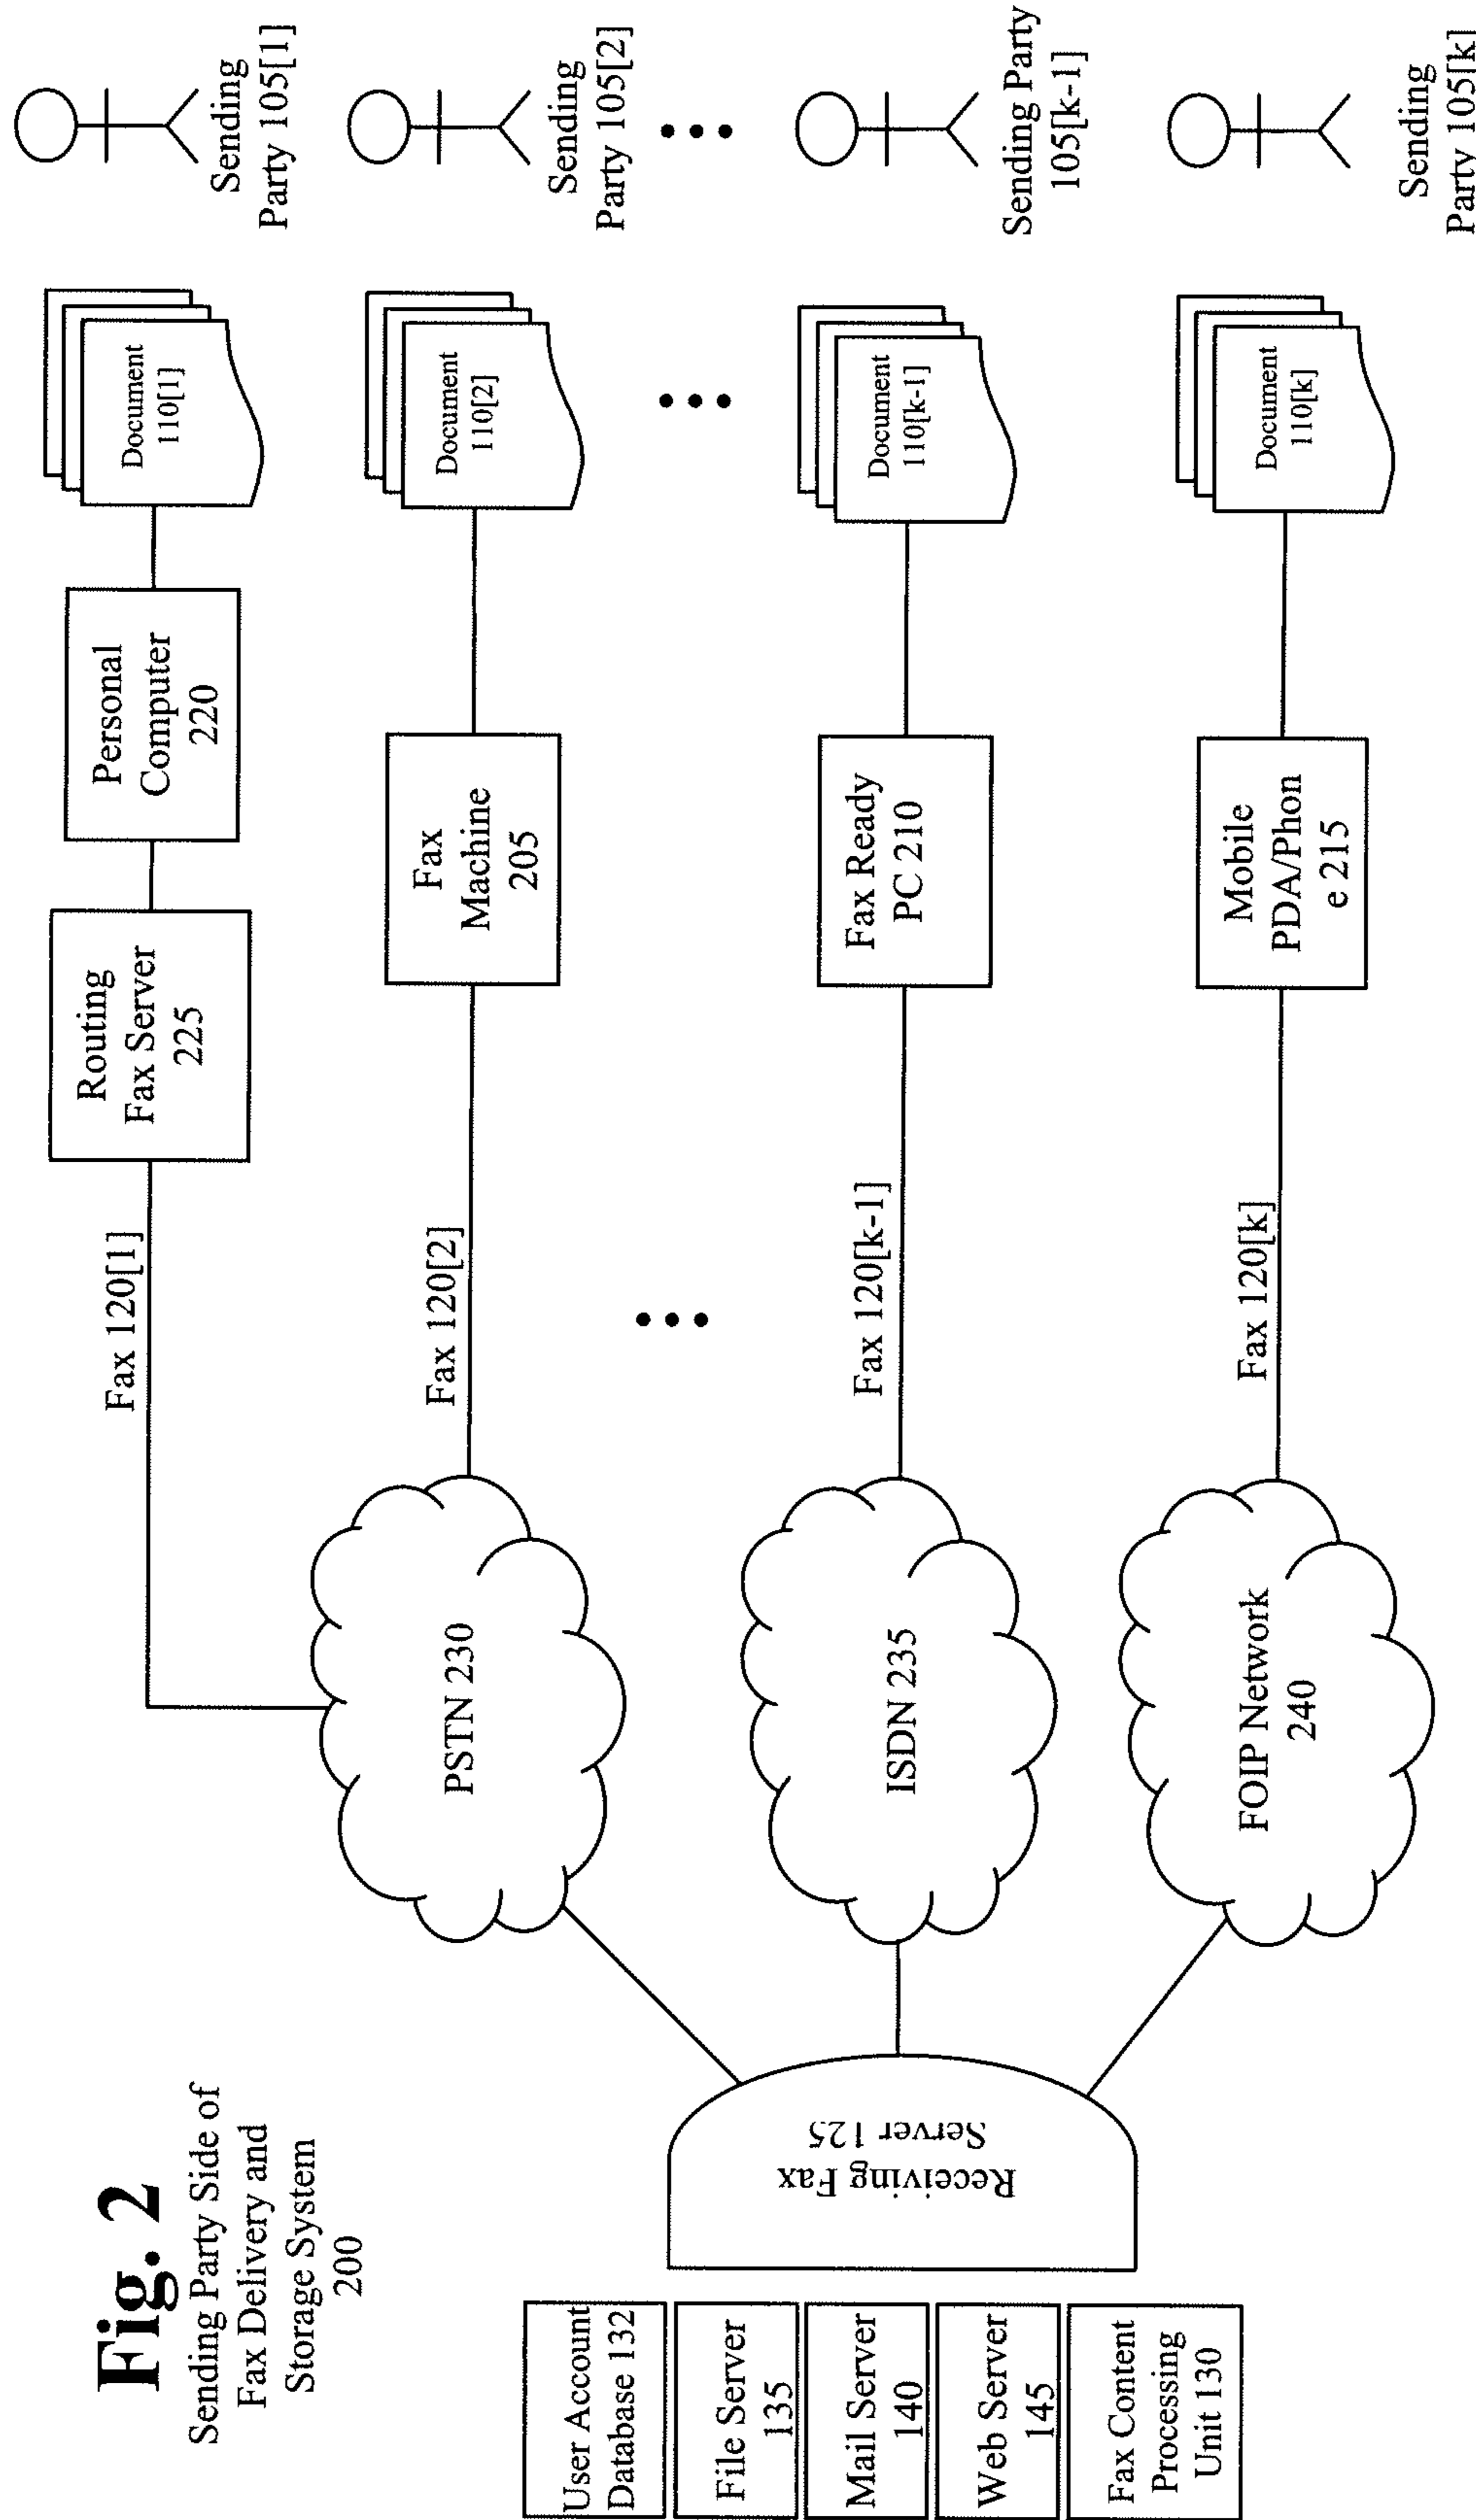 Fig. 2
Sending Party Side of
Fax Delivery and
Storage System
200
User Account
Database 132
File Server
135
Mail Server
140
Web Server
145
Fax Content
Processing
Unit 130
Receiving Fax
Server 125
PSTN 230
ISDN 235
FOIP Network
240
Fax 120[1]
Fax 120[2]
Fax 120[k-1]
Fax 120[k]
Routing
Fax Server
225
Personal
Computer
220
Fax
Machine
205
Fax Ready
PC 210
Mobile
PDA/Phon
e 215
Document
110[1]
Document
110[2]
Document
110[k-1]
Document
110[k]
Sending
Party 105[1]
Sending
Party 105[2]
Sending Party
105[k-1]
Sending
Party 105[k]